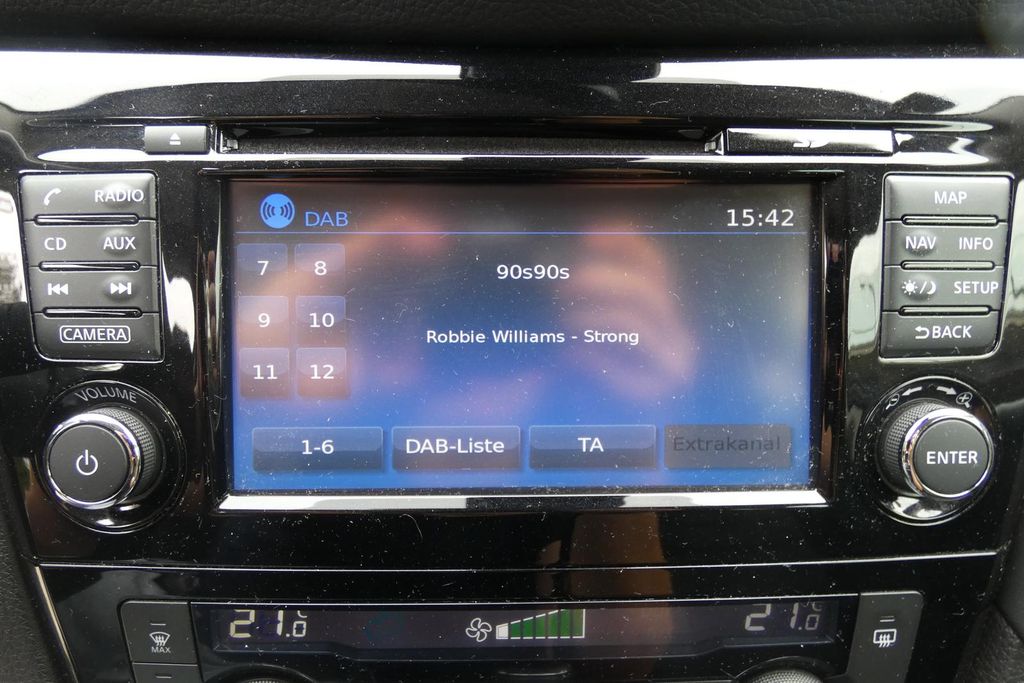 RADIO
CD AUX
CAMERA
VOLUME
DAB
15:42
7 8
9 10
11 12
90s90s
Robbie Williams - Strong
1-6 DAB-Liste TA Extrakanal
MAP
NAV INFO
SETUP
BACK
ENTER
21.0
21.0°C
MAX